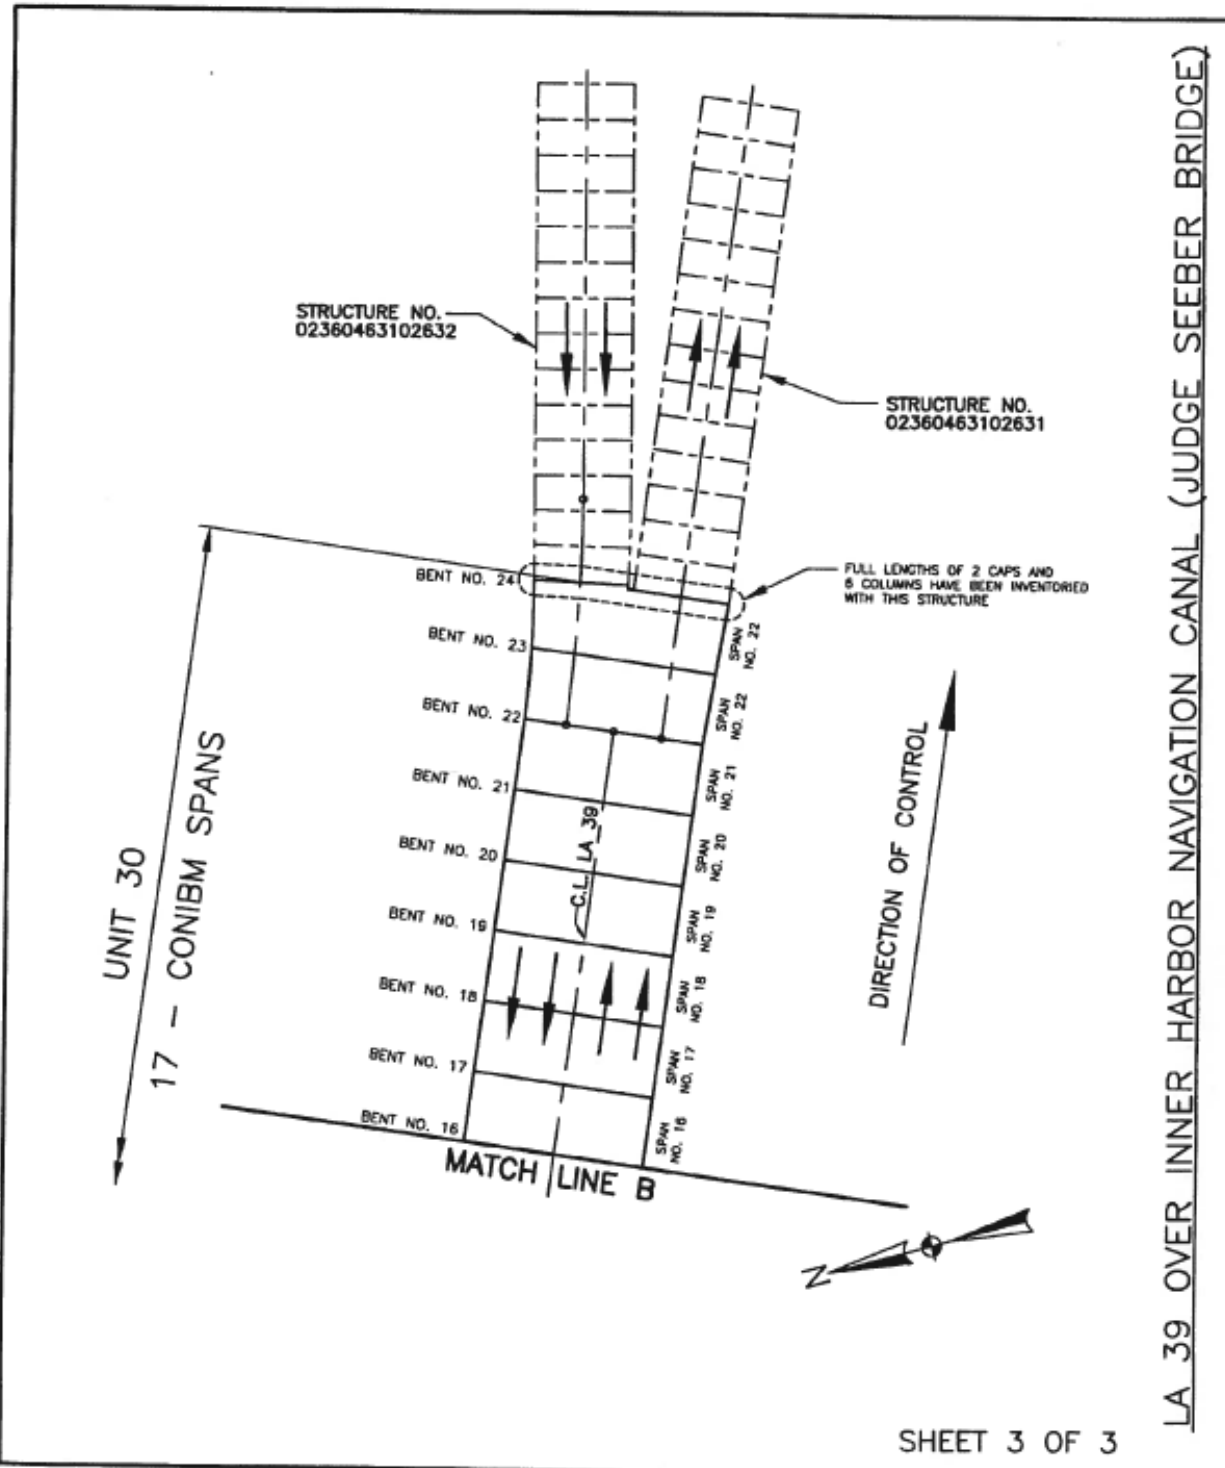 STRUCTURE NO.
02360463102632
STRUCTURE NO.
02360463102631
BENT NO. 24
FULL LENGTHS OF 2 CAPS AND
6 COLUMNS HAVE BEEN INVENTORIED
WITH THIS STRUCTURE
BENT NO. 23
SPAN
NO. 22
BENT NO. 22
SPAN
NO. 22
BENT NO. 21
SPAN
NO. 21
BENT NO. 20
SPAN
NO. 20
BENT NO. 19
SPAN
NO. 19
BENT NO. 18
SPAN
NO. 18
BENT NO. 17
SPAN
NO. 17
BENT NO. 16
SPAN
NO. 16
C.L. LA 39
UNIT 30
17 - CONIBM SPANS
DIRECTION OF CONTROL
MATCH LINE B
N
LA 39 OVER INNER HARBOR NAVIGATION CANAL (JUDGE SEEBER BRIDGE)
SHEET 3 OF 3